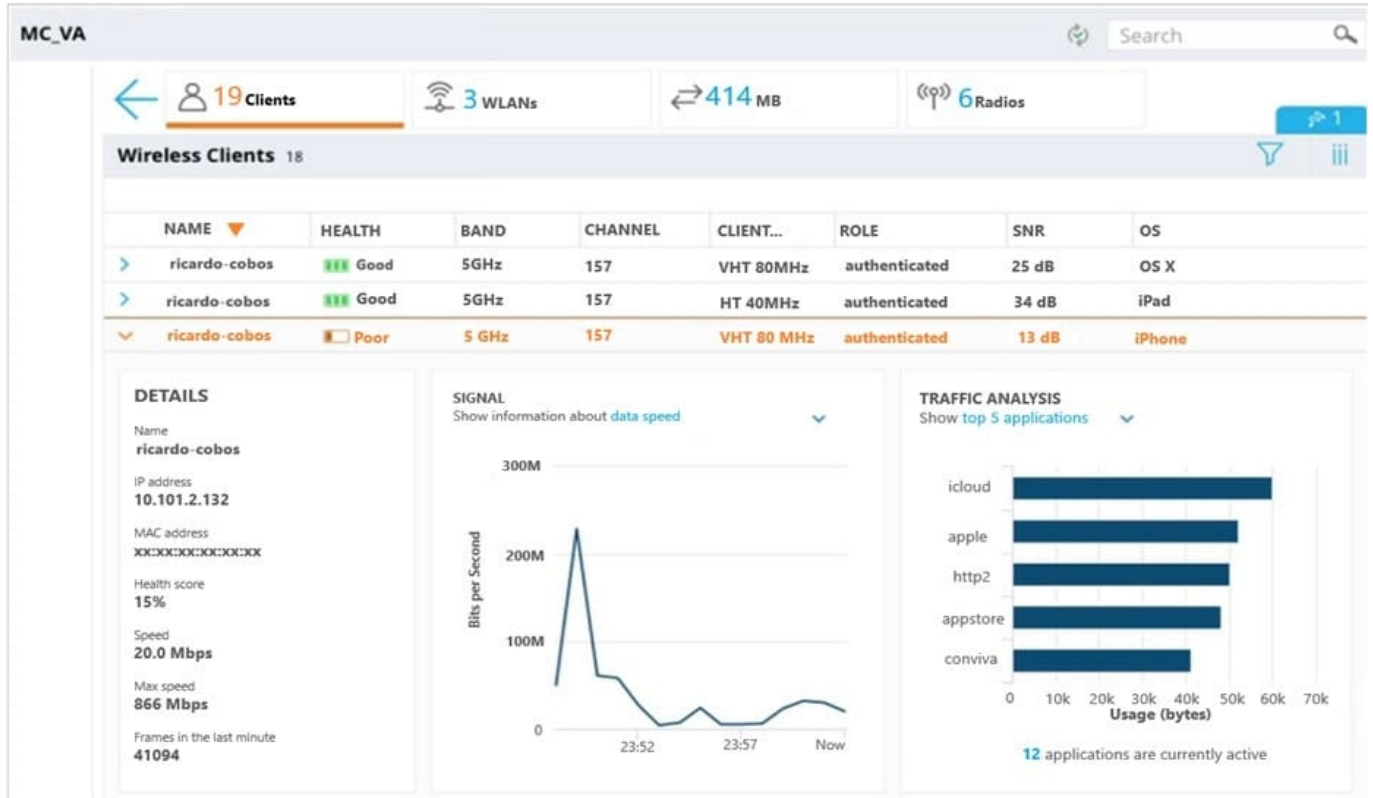 MC_VA
Search
19 Clients
3 WLANs
414 MB
6 Radios
1
Wireless Clients 18
NAME HEALTH BAND CHANNEL CLIENT... ROLE SNR OS
ricardo-cobos Good 5GHz 157 VHT 80MHz authenticated 25 dB OS X
ricardo-cobos Good 5GHz 157 HT 40MHz authenticated 34 dB iPad
ricardo-cobos Poor 5 GHz 157 VHT 80 MHz authenticated 13 dB iPhone
DETAILS
Name
ricardo-cobos
IP address
10.101.2.132
MAC address
xx:xx:xx:xx:xx:xx
Health score
15%
Speed
20.0 Mbps
Max speed
866 Mbps
Frames in the last minute
41094
SIGNAL
Show information about data speed
300M
200M
100M
0
Bits per Second
23:52 23:57 Now
TRAFFIC ANALYSIS
Show top 5 applications
icloud
apple
http2
appstore
conviva
0 10k 20k 30k 40k 50k 60k 70k
Usage (bytes)
12 applications are currently active